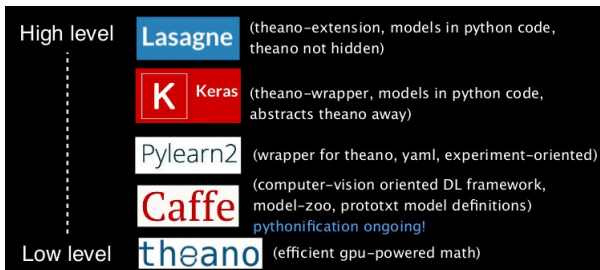 High level
Lasagne (theano-extension, models in python code,
theano not hidden)
K Keras (theano-wrapper, models in python code,
abstracts theano away)
Pylearn2 (wrapper for theano, yaml, experiment-oriented)
Caffe (computer-vision oriented DL framework,
model-zoo, prototxt model definitions)
pythonification ongoing!
Low level
theano (efficient gpu-powered math)